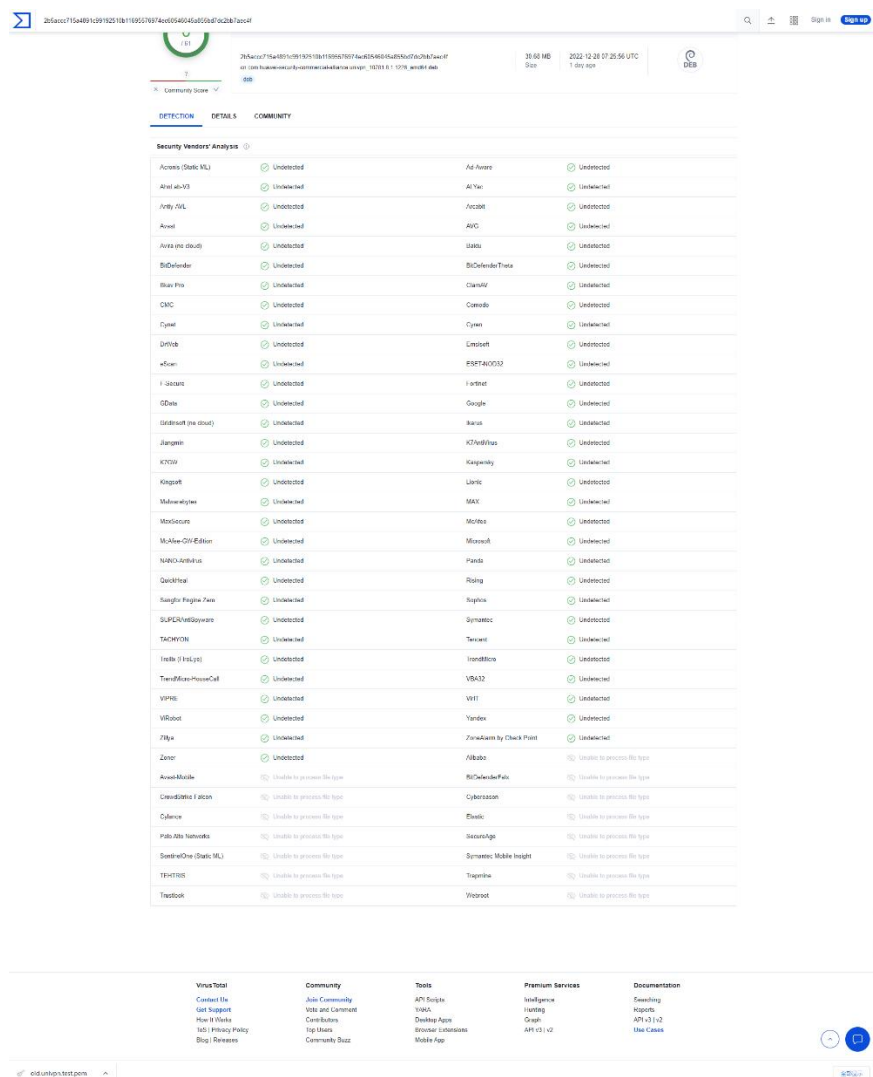 Sign in Sign up
/ 61
?
Community Score
30.68 MB
Size
2022-12-28 07:25:56 UTC
1 day ago
DEB
deb
DETECTION DETAILS COMMUNITY
Security Vendors' Analysis
Acronis (Static ML) Undetected Ad-Aware Undetected
AhnLab-V3 Undetected ALYac Undetected
Antiy-AVL Undetected Arcabit Undetected
Avast Undetected AVG Undetected
Avira (no cloud) Undetected Baidu Undetected
BitDefender Undetected BitDefenderTheta Undetected
Bkav Pro Undetected ClamAV Undetected
CMC Undetected Comodo Undetected
Cynet Undetected Cyren Undetected
DrWeb Undetected Emsisoft Undetected
eScan Undetected ESET-NOD32 Undetected
F-Secure Undetected Fortinet Undetected
GData Undetected Google Undetected
Gridinsoft (no cloud) Undetected Ikarus Undetected
Jiangmin Undetected K7AntiVirus Undetected
K7GW Undetected Kaspersky Undetected
Kingsoft Undetected Lionic Undetected
Malwarebytes Undetected MAX Undetected
MaxSecure Undetected McAfee Undetected
McAfee-GW-Edition Undetected Microsoft Undetected
NANO-Antivirus Undetected Panda Undetected
QuickHeal Undetected Rising Undetected
Sangfor Engine Zero Undetected Sophos Undetected
SUPERAntiSpyware Undetected Symantec Undetected
TACHYON Undetected Tencent Undetected
Trellix (FireEye) Undetected TrendMicro Undetected
TrendMicro-HouseCall Undetected VBA32 Undetected
VIPRE Undetected VirIT Undetected
ViRobot Undetected Yandex Undetected
Zillya Undetected ZoneAlarm by Check Point Undetected
Zoner Undetected Alibaba Unable to process file type
Avast-Mobile Unable to process file type BitDefenderFalx Unable to process file type
CrowdStrike Falcon Unable to process file type Cybereason Unable to process file type
Cylance Unable to process file type Elastic Unable to process file type
Palo Alto Networks Unable to process file type SecureAge Unable to process file type
SentinelOne (Static ML) Unable to process file type Symantec Mobile Insight Unable to process file type
TEHTRIS Unable to process file type Trapmine Unable to process file type
Trustlook Unable to process file type Webroot Unable to process file type
VirusTotal Community Tools Premium Services Documentation
Contact Us Join Community API Scripts Intelligence Searching
Get Support Vote and Comment YARA Hunting Reports
How It Works Contributors Desktop Apps Graph API v3 | v2
ToS | Privacy Policy Top Users Browser Extensions API v3 | v2 Use Cases
Blog | Releases Community Buzz Mobile App
old.univpn.test.pem